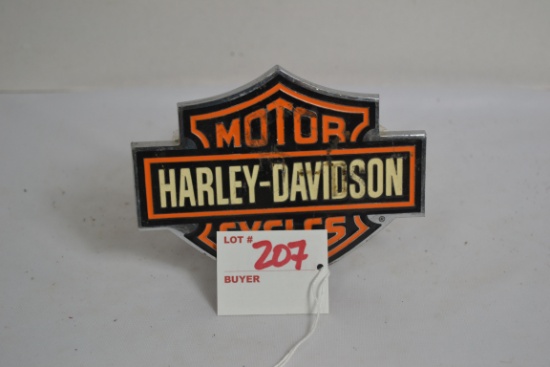 MOTOR
HARLEY-DAVIDSON
CYCLES
®
LOT # 207
BUYER